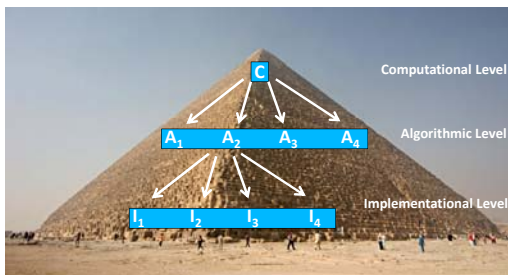 C
Computational Level
A₁ A₂ A₃ A₄
Algorithmic Level
I₁ I₂ I₃ I₄
Implementational Level